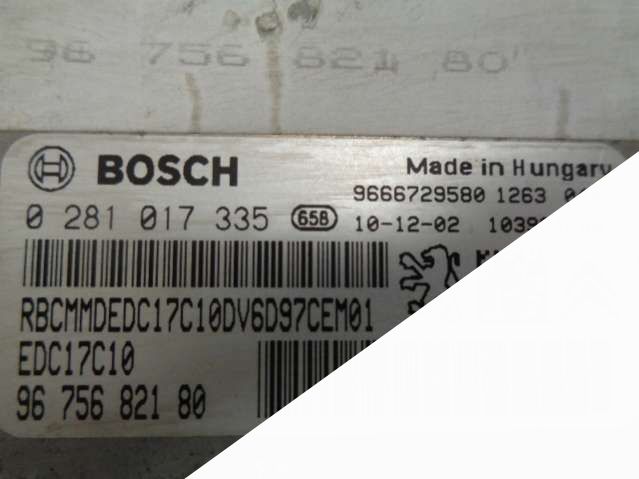 96 756 821 80
BOSCH
Made in Hungary
9666729580 1263
0 281 017 335 658 10-12-02
RBCMMDEDC17C10DV6D97CEM01
EDC17C10
96 756 821 80